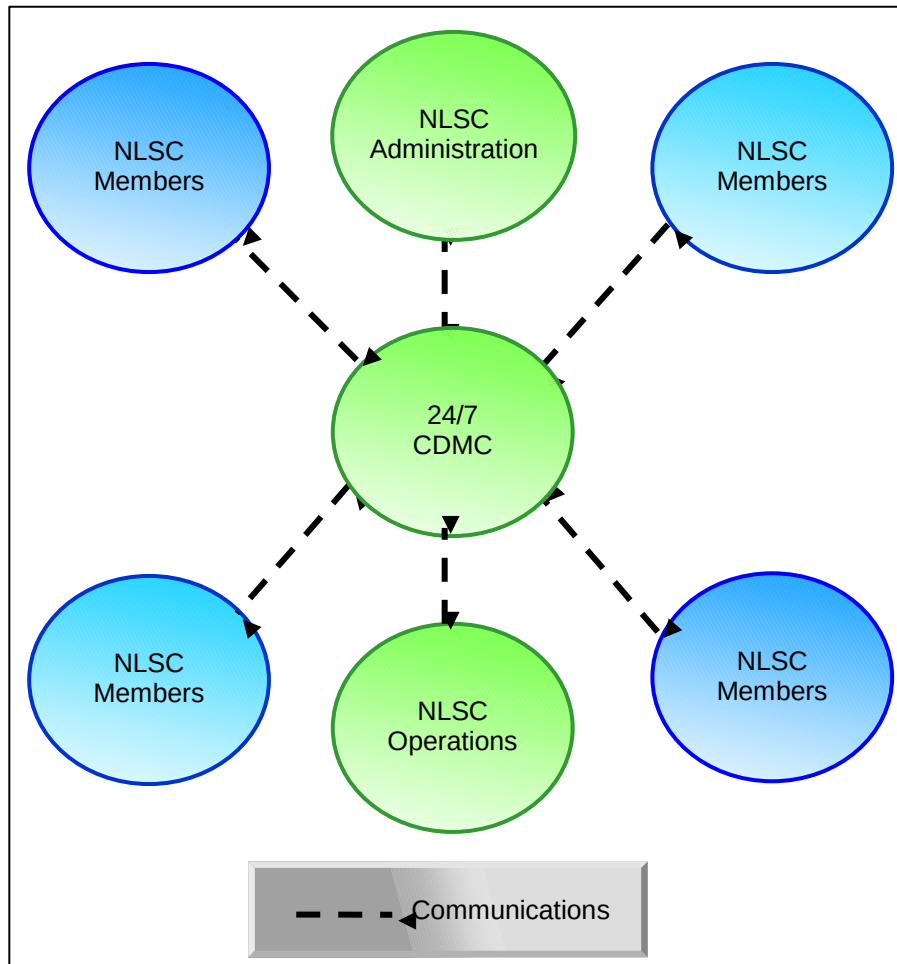 NLSC
Members
NLSC
Administration
NLSC
Members
24/7
CDMC
NLSC
Members
NLSC
Operations
NLSC
Members
Communications